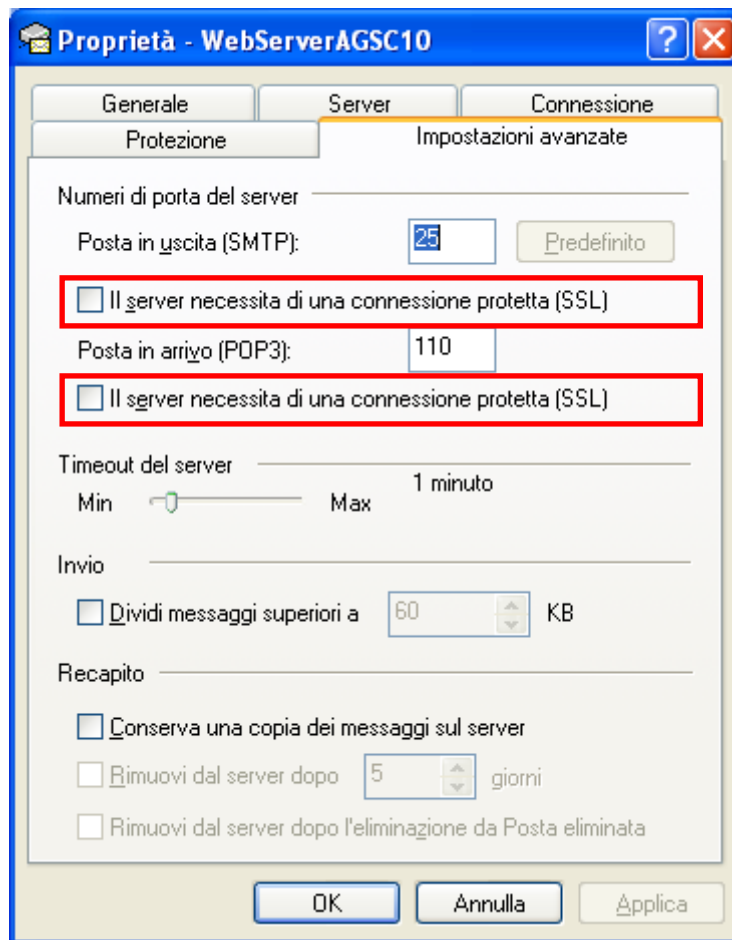 Proprietà - WebServerAGSC10
Generale Server Connessione
Protezione Impostazioni avanzate
Numeri di porta del server
Posta in uscita (SMTP): 25 Predefinito
Il server necessita di una connessione protetta (SSL)
Posta in arrivo (POP3): 110
Il server necessita di una connessione protetta (SSL)
Timeout del server
Min Max 1 minuto
Invio
Dividi messaggi superiori a 60 KB
Recapito
Conserva una copia dei messaggi sul server
Rimuovi dal server dopo 5 giorni
Rimuovi dal server dopo l'eliminazione da Posta eliminata
OK Annulla Applica